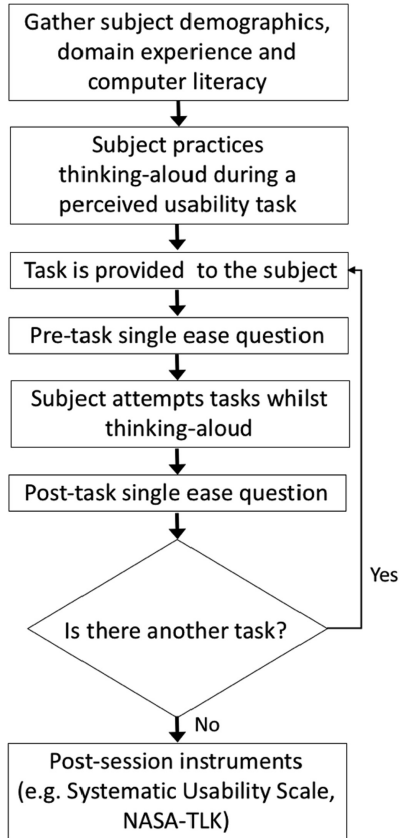 Gather subject demographics,
domain experience and
computer literacy
Subject practices
thinking-aloud during a
perceived usability task
Task is provided to the subject
Pre-task single ease question
Subject attempts tasks whilst
thinking-aloud
Post-task single ease question
Is there another task?
Yes
No
Post-session instruments
(e.g. Systematic Usability Scale,
NASA-TLK)